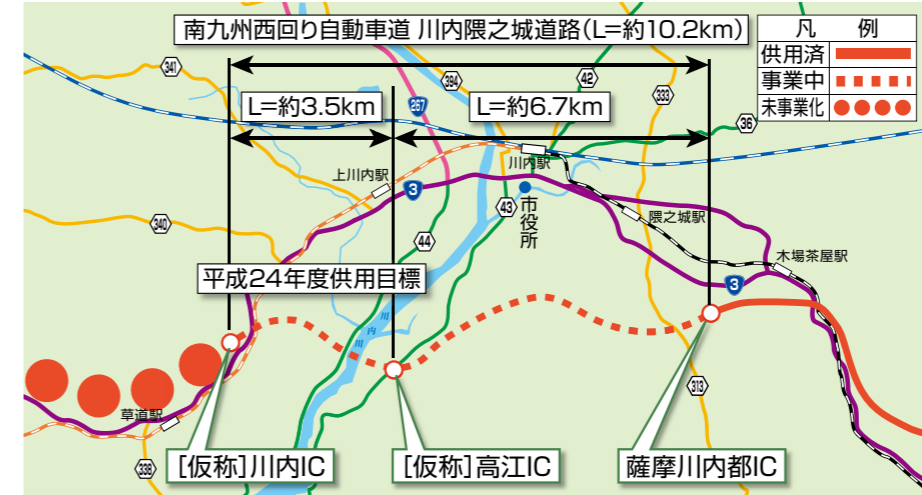 南九州西回り自動車道 川内隈之城道路(L=約10.2km)
凡 例
供用済
事業中
未事業化
341
394
42
333
267
36
L=約3.5km
L=約6.7km
川内駅
上川内駅
3
43
市役所
隈之城駅
340
44
木場茶屋駅
平成24年度供用目標
3
川内川
313
草道駅
338
[仮称]川内IC
[仮称]高江IC
薩摩川内都IC